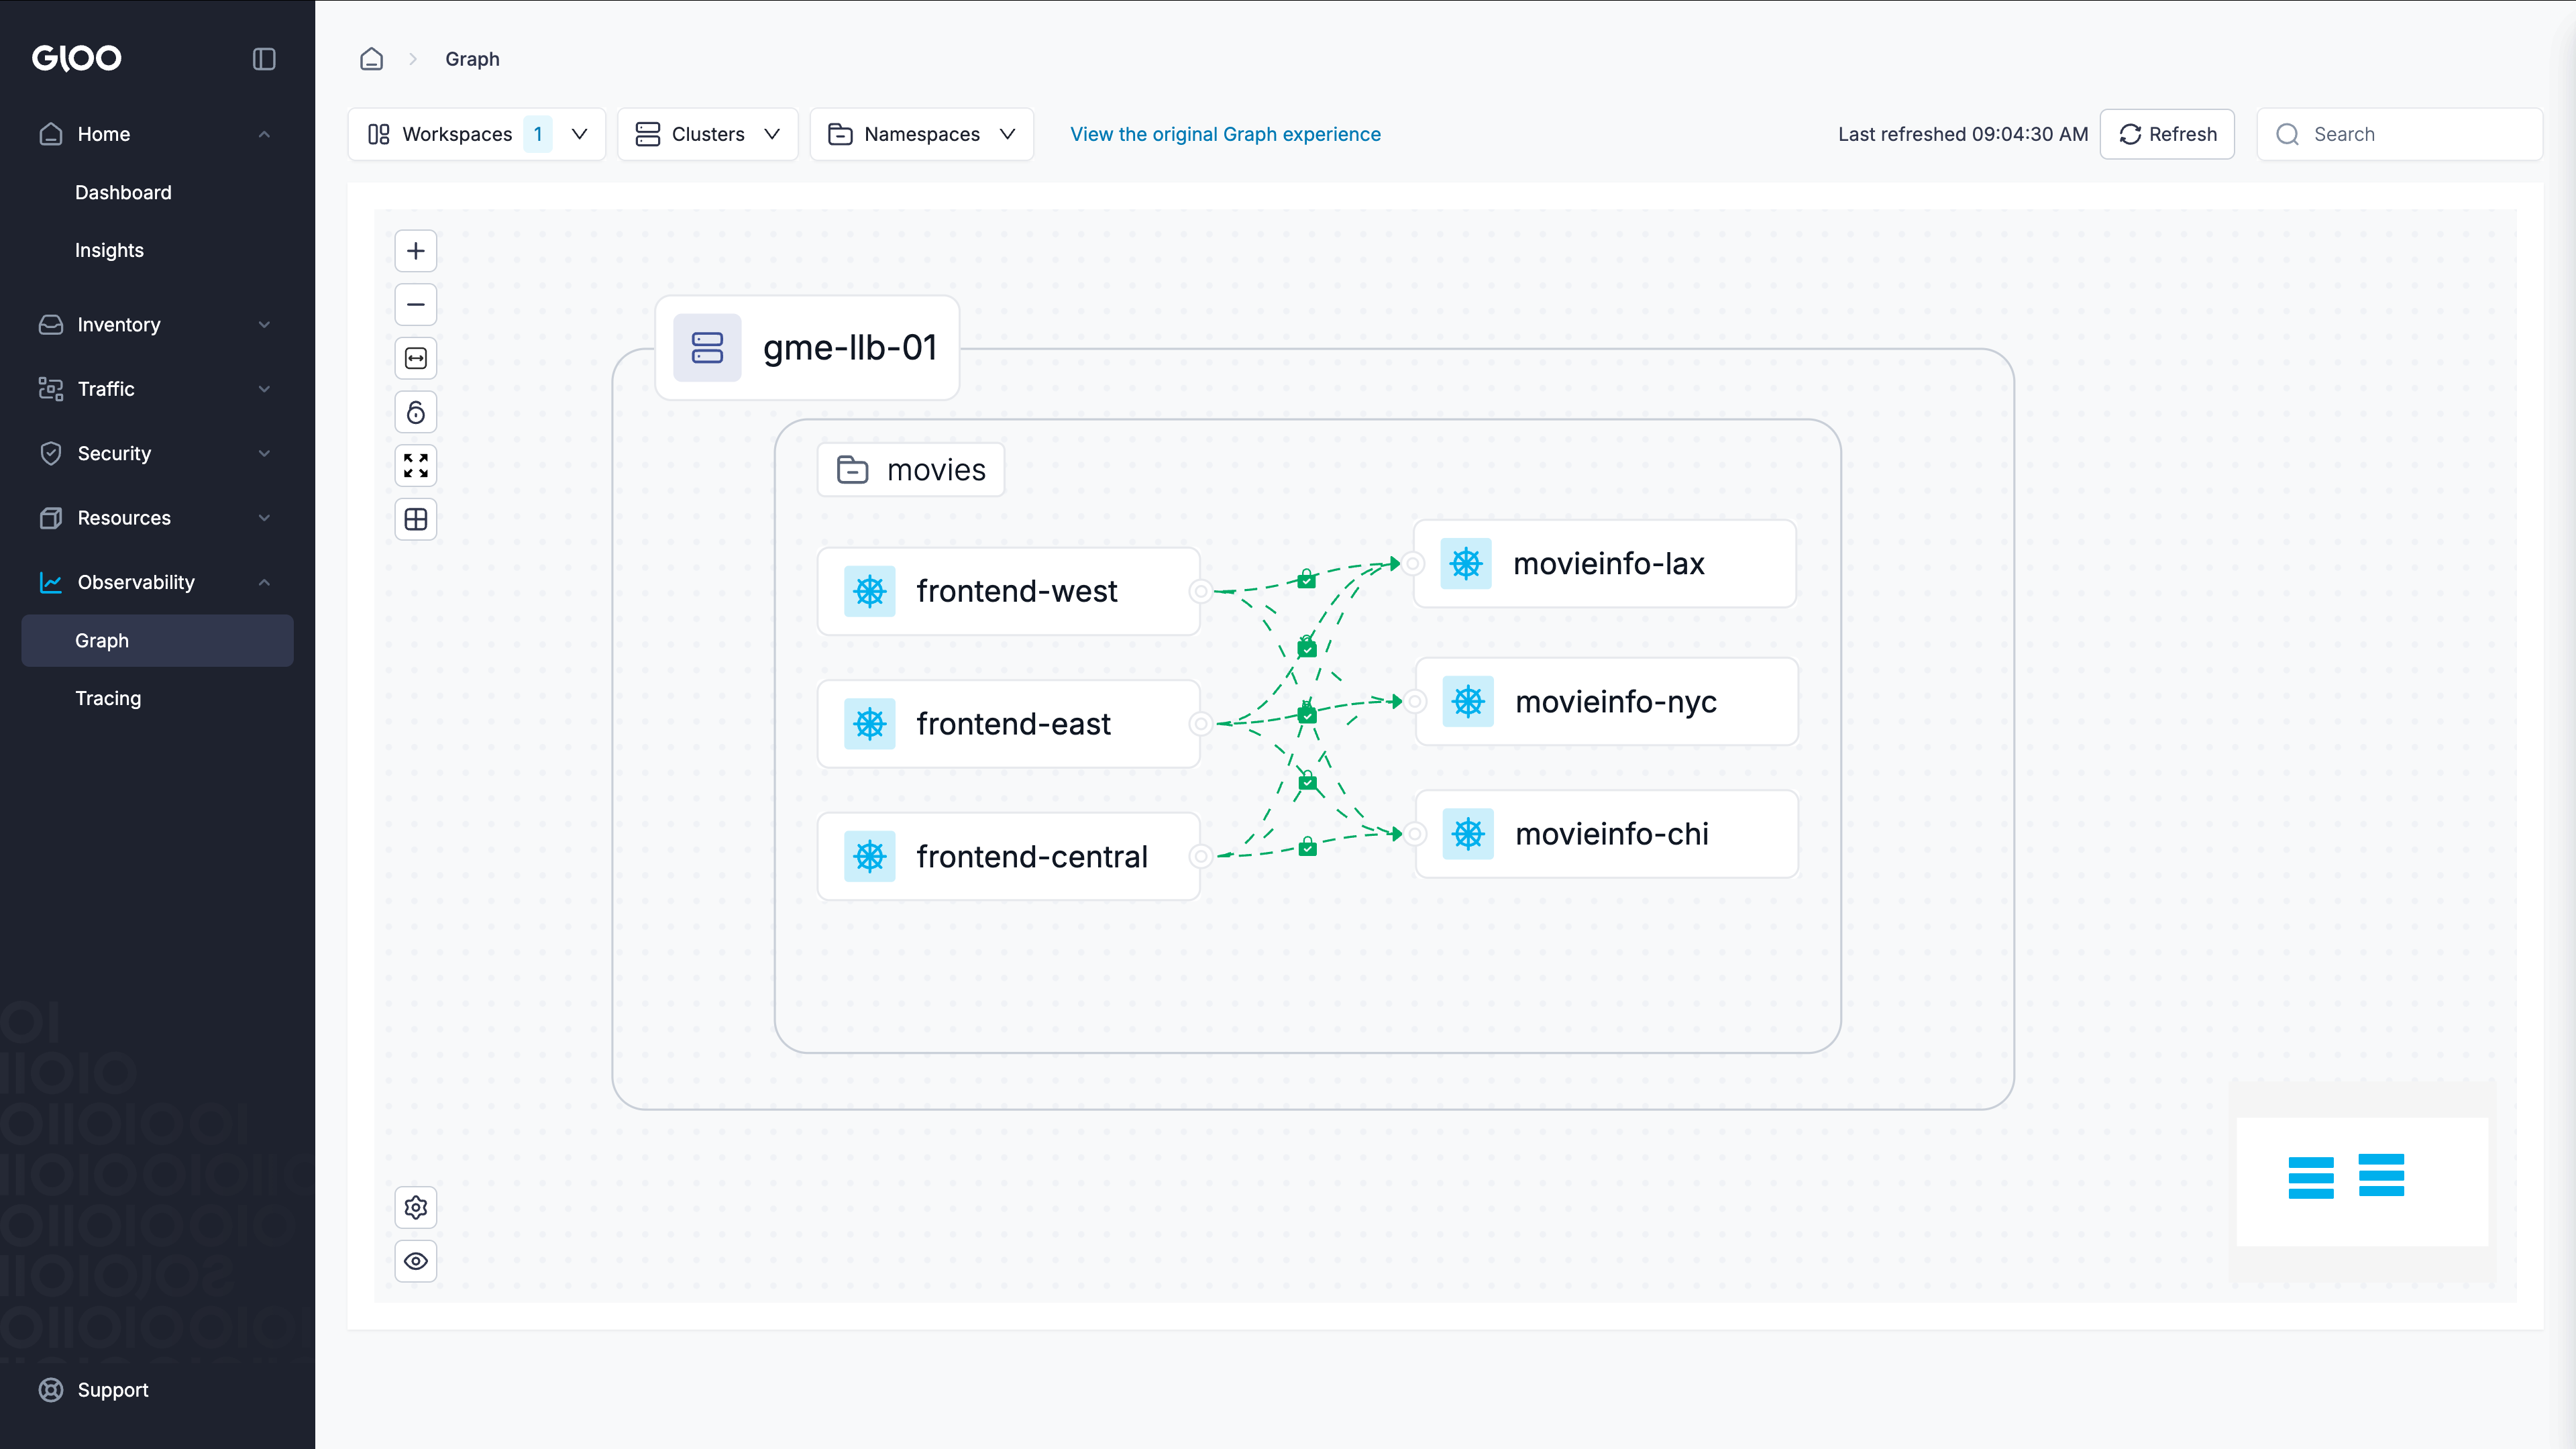 GLOO
Home
Dashboard
Insights
Inventory
Traffic
Security
Resources
Observability
Graph
Tracing
Support
Graph
Workspaces 1
Clusters
Namespaces
View the original Graph experience
Last refreshed 09:04:30 AM
Refresh
Search
gme-llb-01
movies
frontend-west
frontend-east
frontend-central
movieinfo-lax
movieinfo-nyc
movieinfo-chi